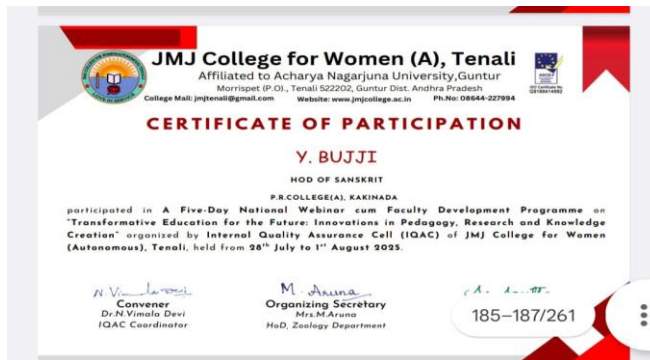 JMJ College for Women (A), Tenali
Affiliated to Acharya Nagarjuna University,Guntur
Morrispet (P.O)., Tenali 522202, Guntur Dist. Andhra Pradesh
College Mail: jmjtenali@gmail.com Website: www.jmjcollege.ac.in Ph.No: 08644-227994
CERTIFICATE OF PARTICIPATION
Y. BUJJI
HOD OF SANSKRIT
P.R.COLLEGE(A), KAKINADA
participated in A Five-Day National Webinar cum Faculty Development Programme on
"Transformative Education for the Future: Innovations in Pedagogy, Research and Knowledge
Creation" organized by Internal Quality Assurance Cell (IQAC) of JMJ College for Women
(Autonomous), Tenali, held from 28th July to 1st August 2025.
N. Vimala Devi
M. Aruna
Convener
Dr.N.Vimala Devi
IQAC Coordinator
Organizing Secretary
Mrs.M.Aruna
HoD, Zoology Department
185–187/261